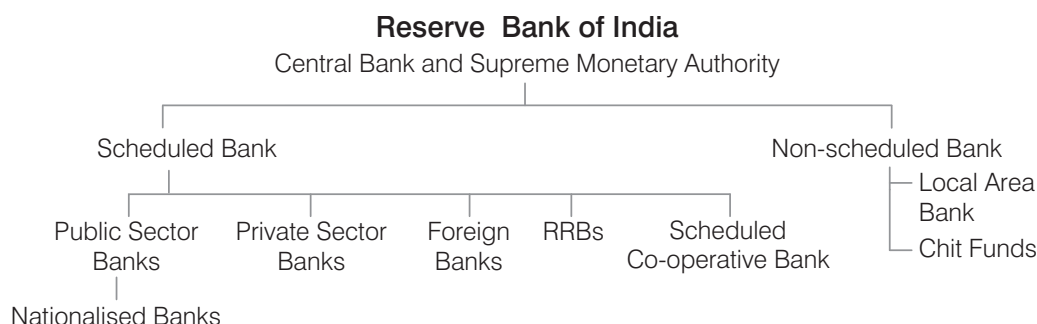 Reserve Bank of India
Central Bank and Supreme Monetary Authority
Scheduled Bank
Non-scheduled Bank
Local Area
Bank
Chit Funds
Public Sector
Banks
Private Sector
Banks
Foreign
Banks
RRBs
Scheduled
Co-operative Bank
Nationalised Banks